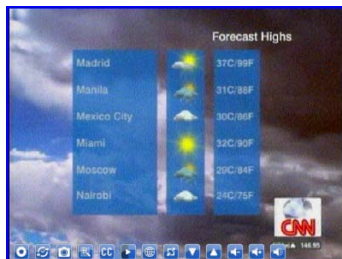 Forecast Highs
Madrid 37C/99F
Manila 31C/88F
Mexico City 30C/86F
Miami 32C/90F
Moscow 29C/84F
Nairobi 24C/75F
CNN
CC